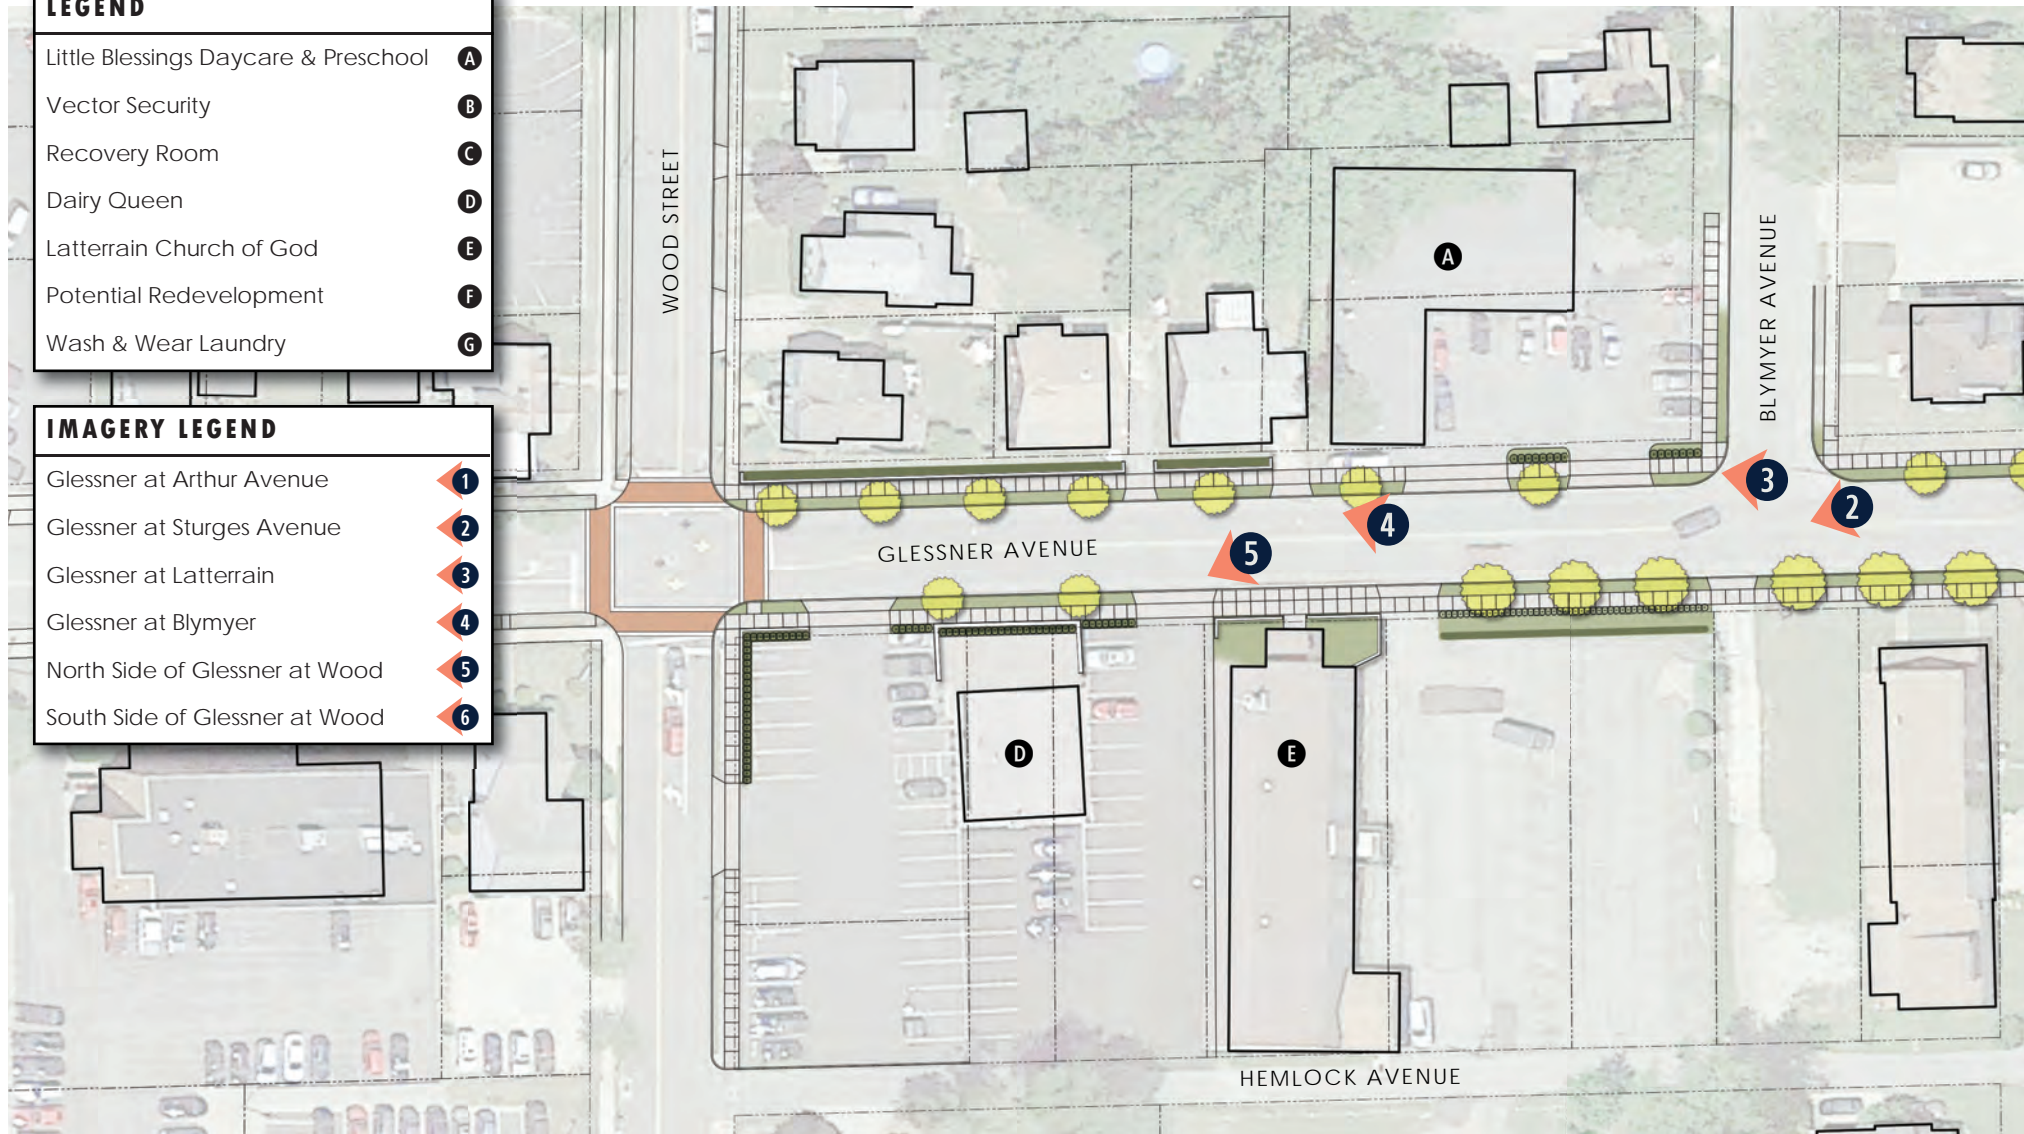 LEGEND
Little Blessings Daycare & Preschool A
Vector Security B
Recovery Room C
Dairy Queen D
Latterrain Church of God E
Potential Redevelopment F
Wash & Wear Laundry G
IMAGERY LEGEND
Glessner at Arthur Avenue 1
Glessner at Sturges Avenue 2
Glessner at Latterrain 3
Glessner at Blymyer 4
North Side of Glessner at Wood 5
South Side of Glessner at Wood 6
WOOD STREET
A
BLYMYER AVENUE
3
2
4
5
GLESSNER AVENUE
D
E
HEMLOCK AVENUE